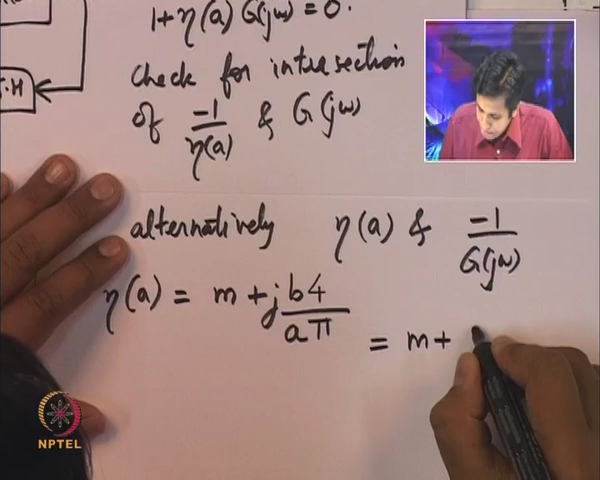 1+η(a) G(jω) = 0.
check for intersection
J.H
of -1/η(a) & G(jω)
alternatively η(a) & -1/G(jω)
η(a) = m + j b4/aπ
= m +
NPTEL